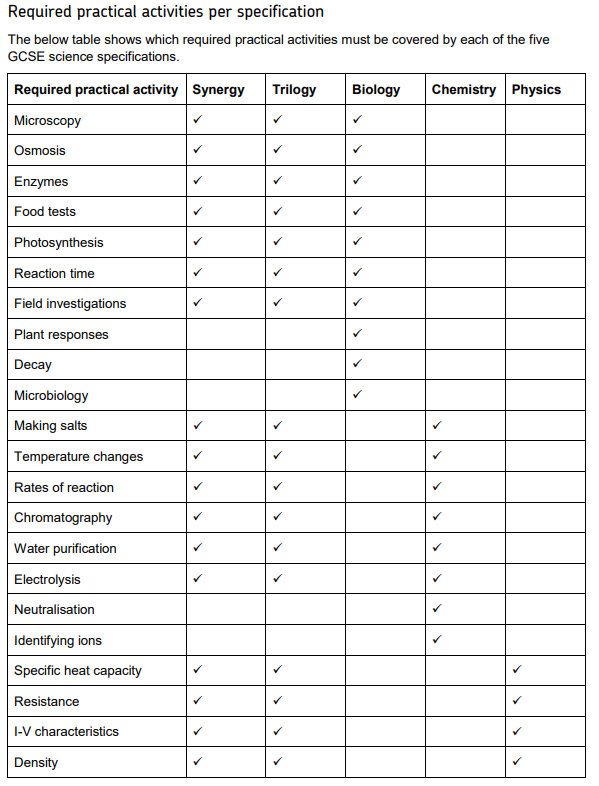 Required practical activities per specification
The below table shows which required practical activities must be covered by each of the five
GCSE science specifications.
Required practical activity Synergy Trilogy Biology Chemistry Physics
Microscopy ✓ ✓ ✓
Osmosis ✓ ✓ ✓
Enzymes ✓ ✓ ✓
Food tests ✓ ✓ ✓
Photosynthesis ✓ ✓ ✓
Reaction time ✓ ✓ ✓
Field investigations ✓ ✓ ✓
Plant responses ✓
Decay ✓
Microbiology ✓
Making salts ✓ ✓ ✓
Temperature changes ✓ ✓ ✓
Rates of reaction ✓ ✓ ✓
Chromatography ✓ ✓ ✓
Water purification ✓ ✓ ✓
Electrolysis ✓ ✓ ✓
Neutralisation ✓
Identifying ions ✓
Specific heat capacity ✓ ✓ ✓
Resistance ✓ ✓ ✓
I-V characteristics ✓ ✓ ✓
Density ✓ ✓ ✓